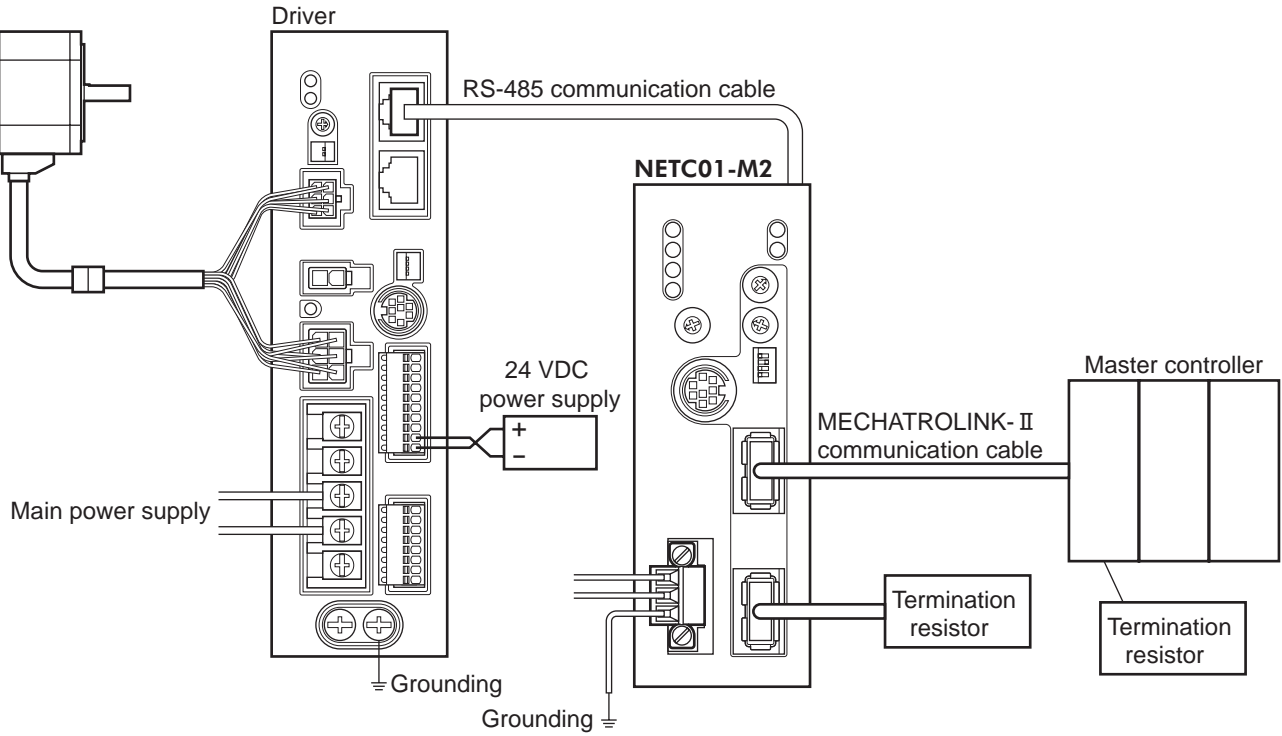 Driver
RS-485 communication cable
NETC01-M2
24 VDC
power supply
+
−
Master controller
MECHATROLINK-Ⅱ
communication cable
Main power supply
Termination
resistor
Termination
resistor
Grounding
Grounding